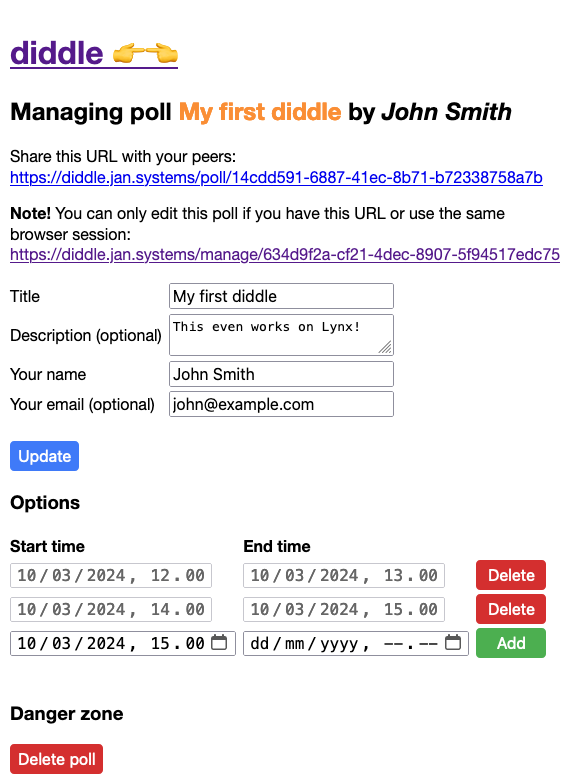 diddle 👉👈
Managing poll My first diddle by John Smith
Share this URL with your peers:
https://diddle.jan.systems/poll/14cdd591-6887-41ec-8b71-b72338758a7b
Note! You can only edit this poll if you have this URL or use the same
browser session:
https://diddle.jan.systems/manage/634d9f2a-cf21-4dec-8907-5f94517edc75
Title My first diddle
Description (optional) This even works on Lynx!
Your name John Smith
Your email (optional) john@example.com
Update
Options
Start time End time
10/03/2024, 12.00 10/03/2024, 13.00 Delete
10/03/2024, 14.00 10/03/2024, 15.00 Delete
10/03/2024, 15.00 dd/mm/yyyy, --.-- Add
Danger zone
Delete poll